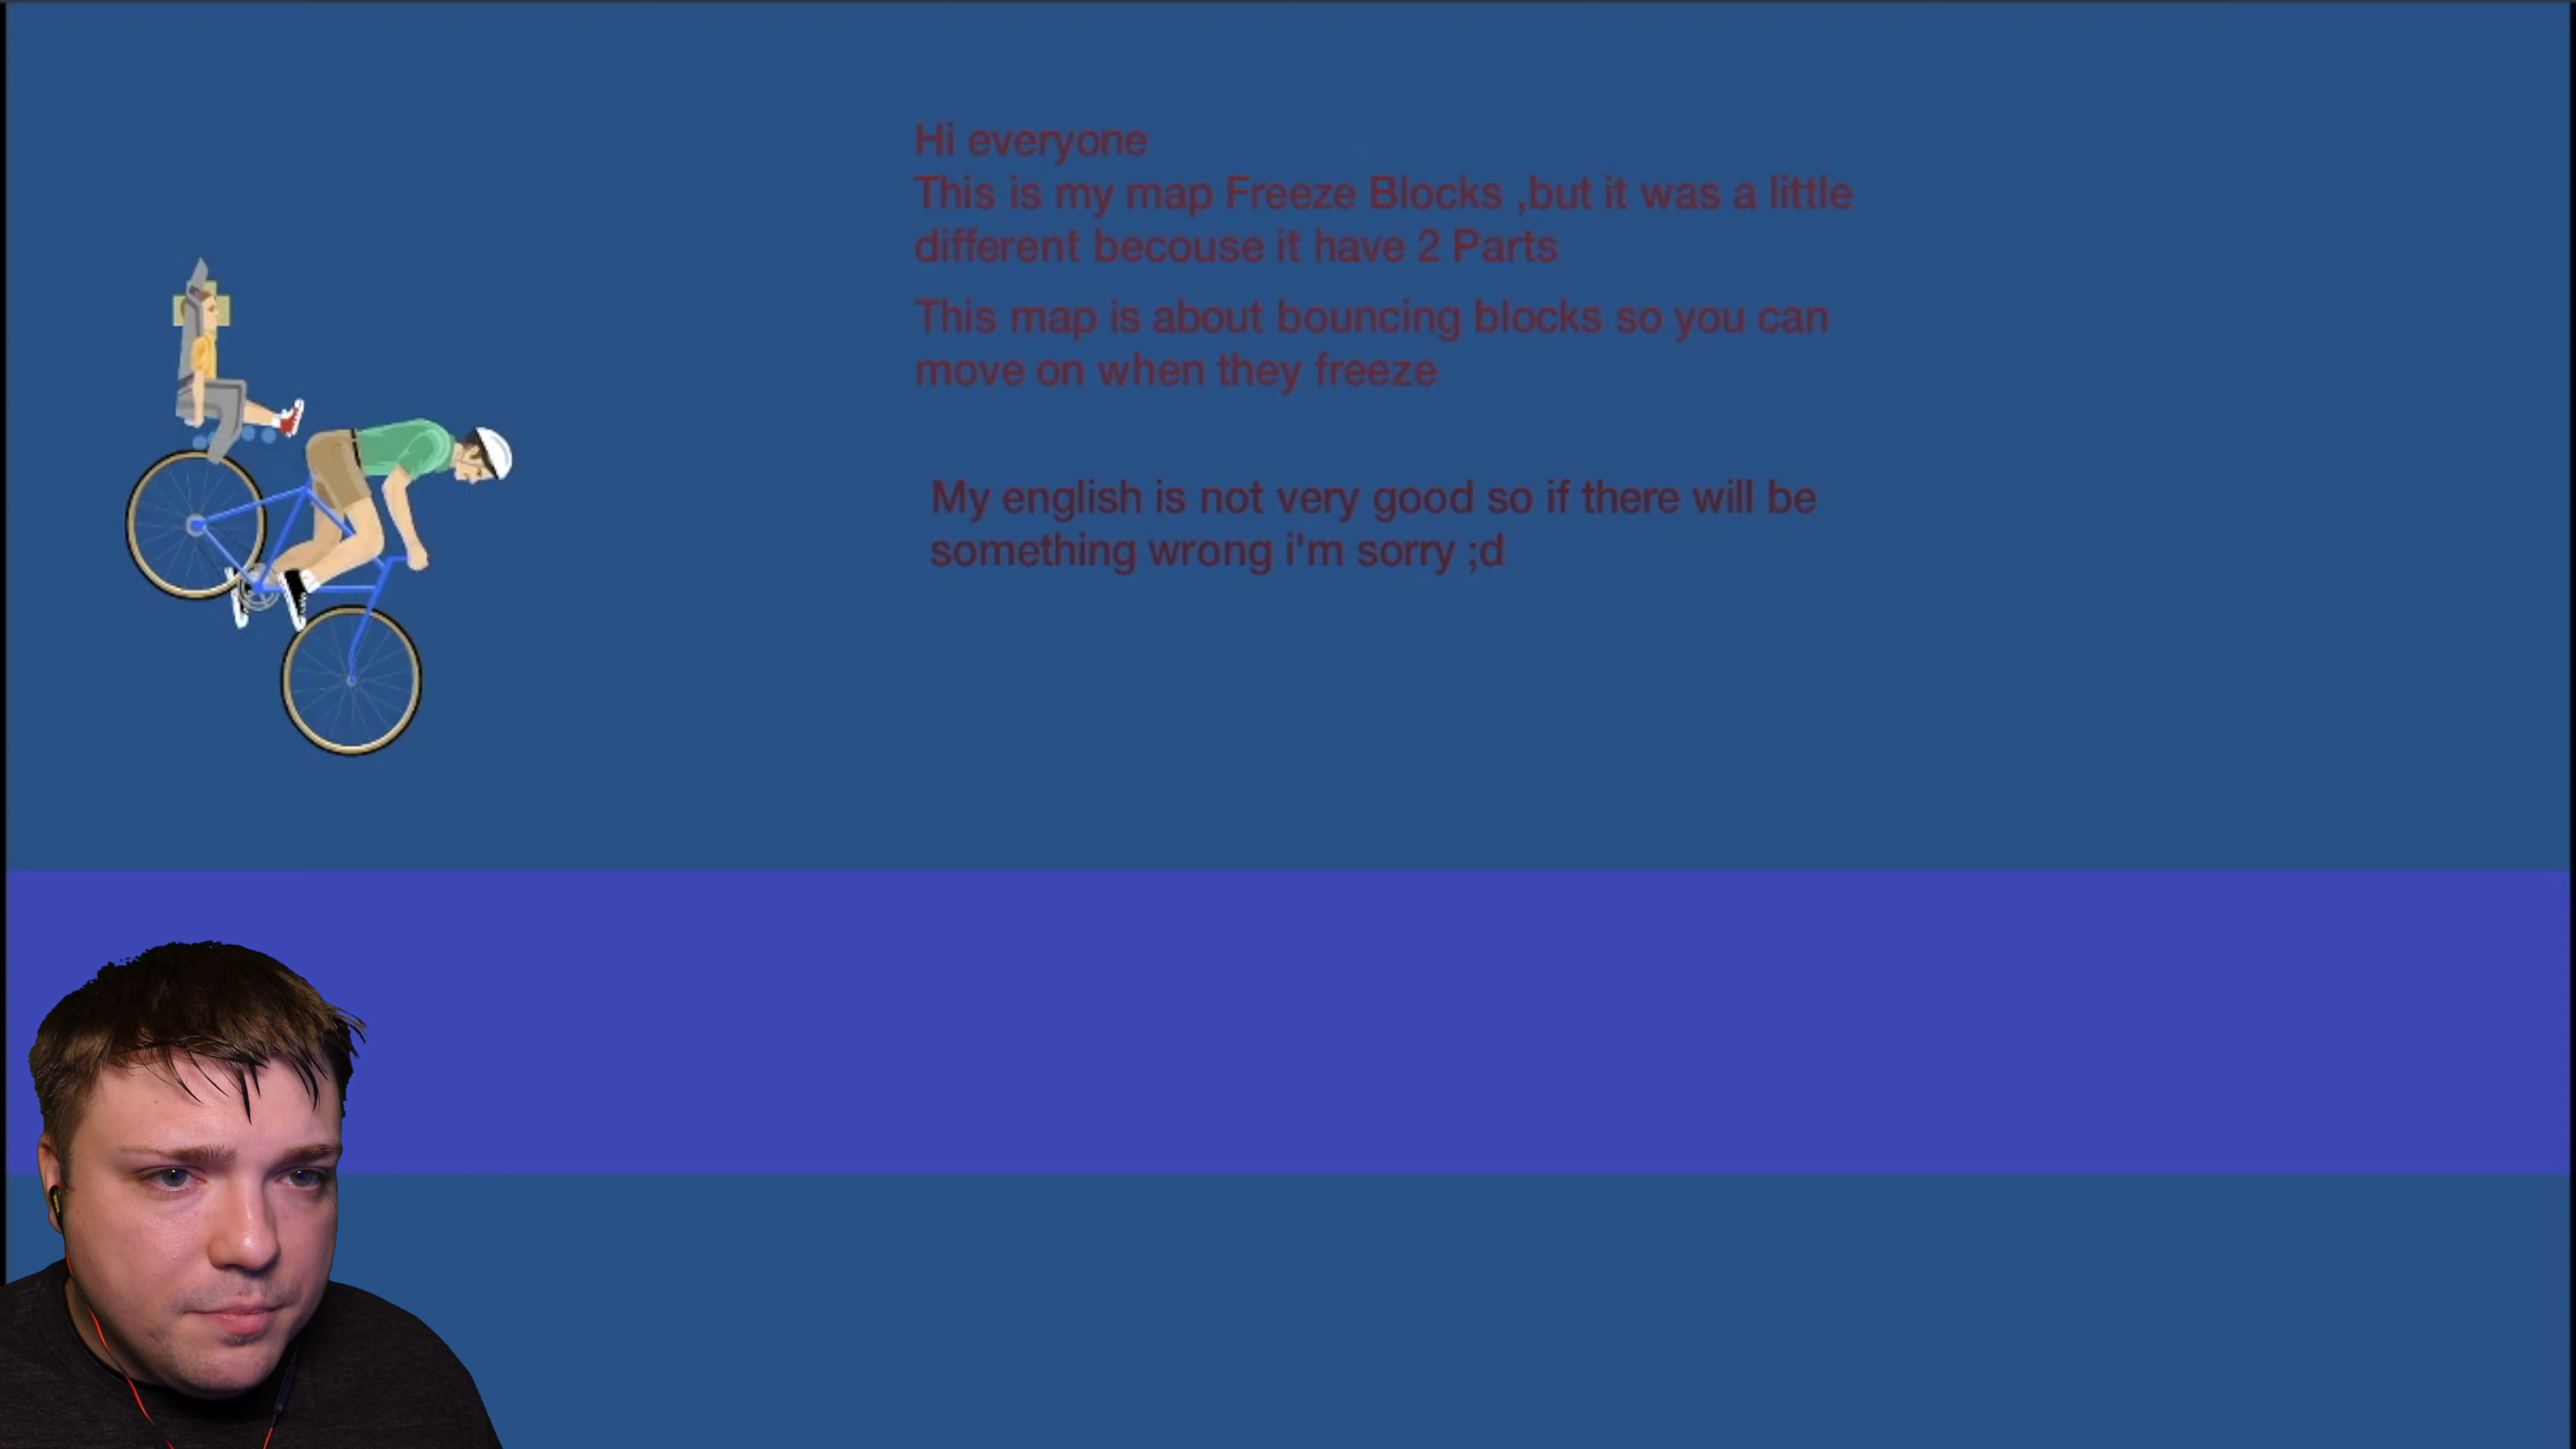 Hi everyone
This is my map Freeze Blocks ,but it was a little
different becouse it have 2 Parts
This map is about bouncing blocks so you can
move on when they freeze
My english is not very good so if there will be
something wrong i'm sorry ;d